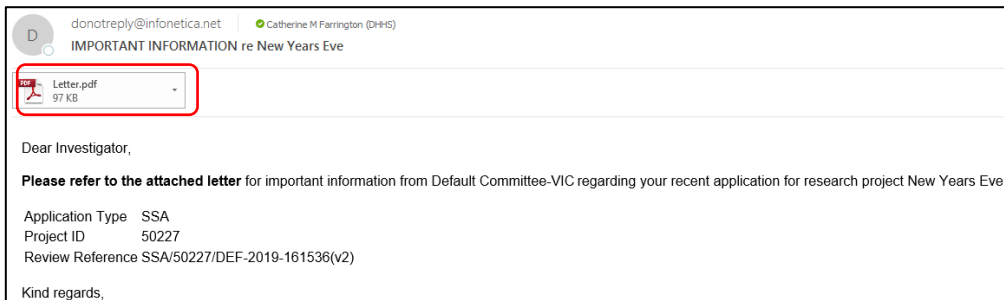 D
donotreply@infonetica.net Catherine M Farrington (DHHS)
IMPORTANT INFORMATION re New Years Eve
PDF Letter.pdf
97 KB
Dear Investigator,
Please refer to the attached letter for important information from Default Committee-VIC regarding your recent application for research project New Years Eve
Application Type SSA
Project ID 50227
Review Reference SSA/50227/DEF-2019-161536(v2)
Kind regards,